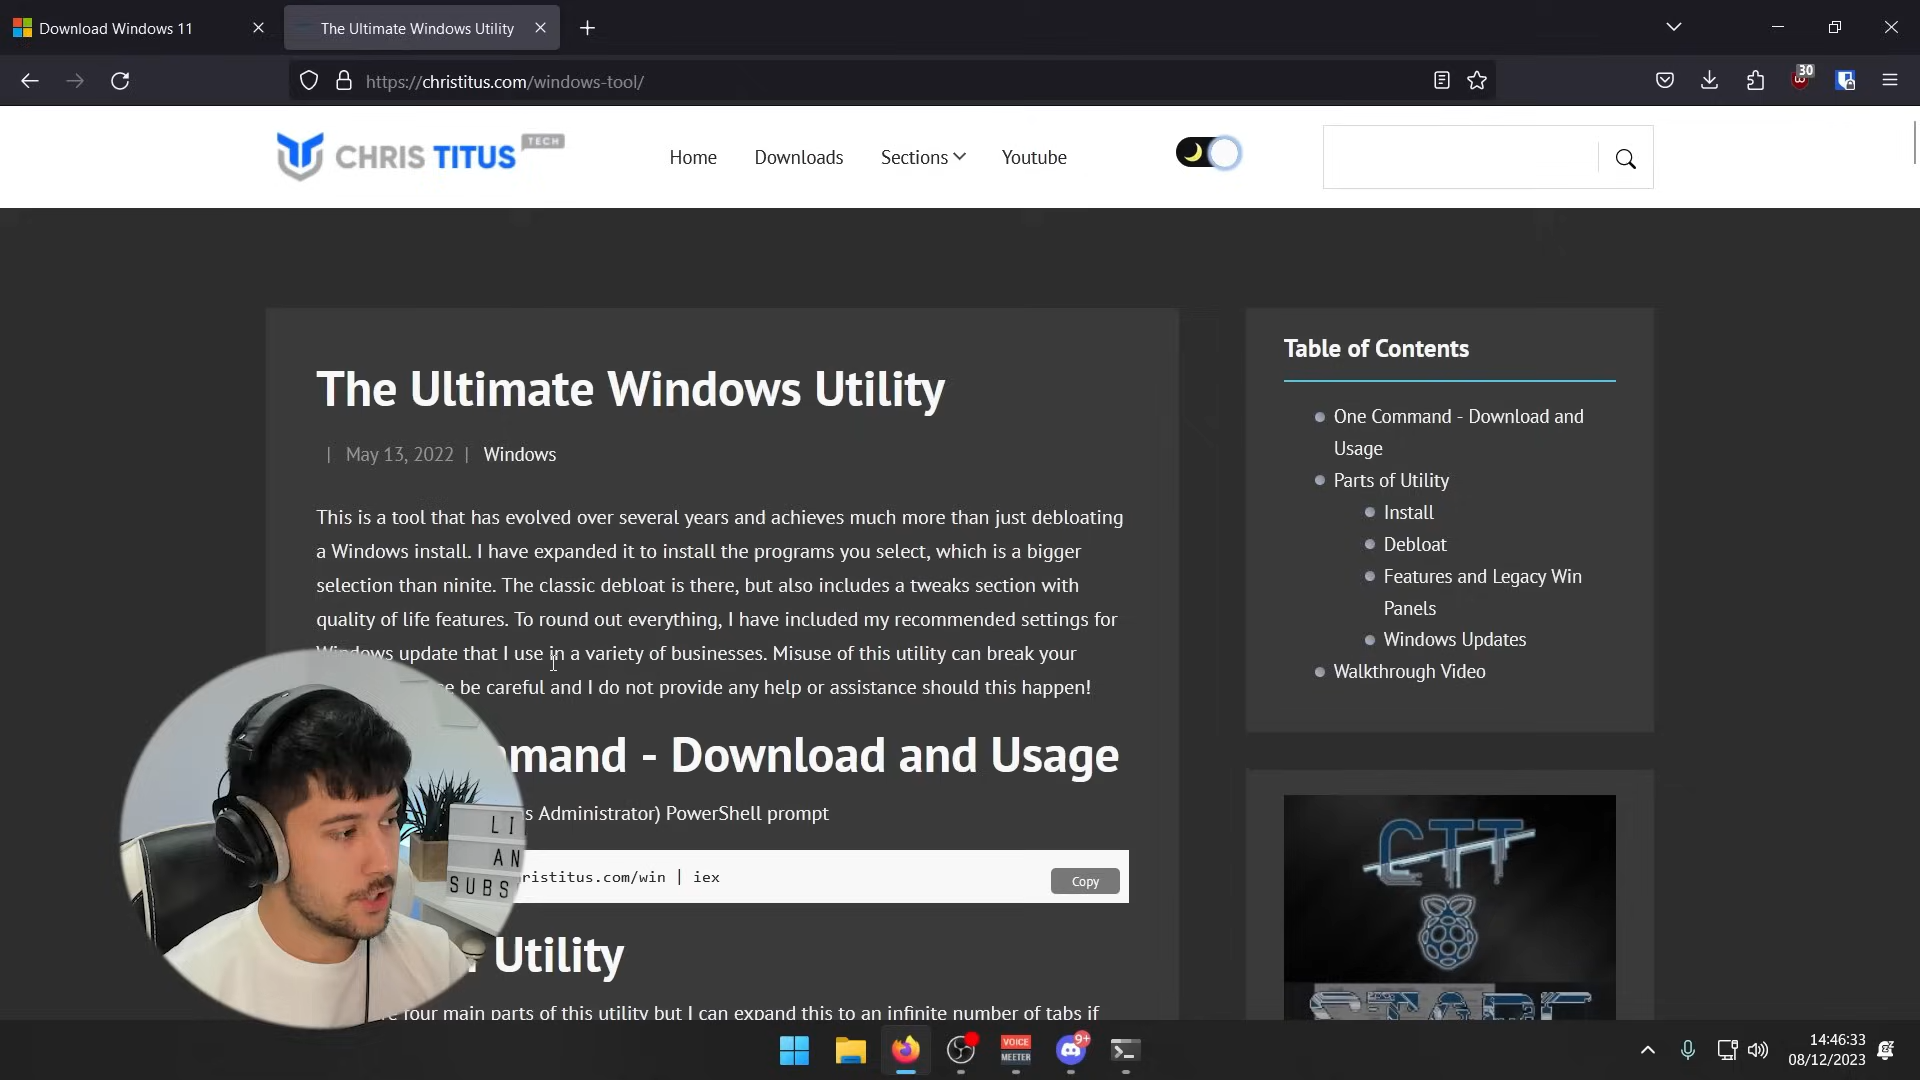 Download Windows 11
The Ultimate Windows Utility
30
https://christitus.com/windows-tool/
CHRIS TITUS TECH
Home
Downloads
Sections
Youtube
The Ultimate Windows Utility
| May 13, 2022 | Windows
This is a tool that has evolved over several years and achieves much more than just debloating
a Windows install. I have expanded it to install the programs you select, which is a bigger
selection than ninite. The classic debloat is there, but also includes a tweaks section with
quality of life features. To round out everything, I have included my recommended settings for
Windows update that I use in a variety of businesses. Misuse of this utility can break your
be careful and I do not provide any help or assistance should this happen!
mand - Download and Usage
s Administrator) PowerShell prompt
ristitus.com/win | iex
Copy
Utility
four main parts of this utility but I can expand this to an infinite number of tabs if
Table of Contents
One Command - Download and
Usage
Parts of Utility
Install
Debloat
Features and Legacy Win
Panels
Windows Updates
Walkthrough Video
CTT
START
LI
AN
SUBS
VOICE
MEETER
9+
14:46:33
08/12/2023